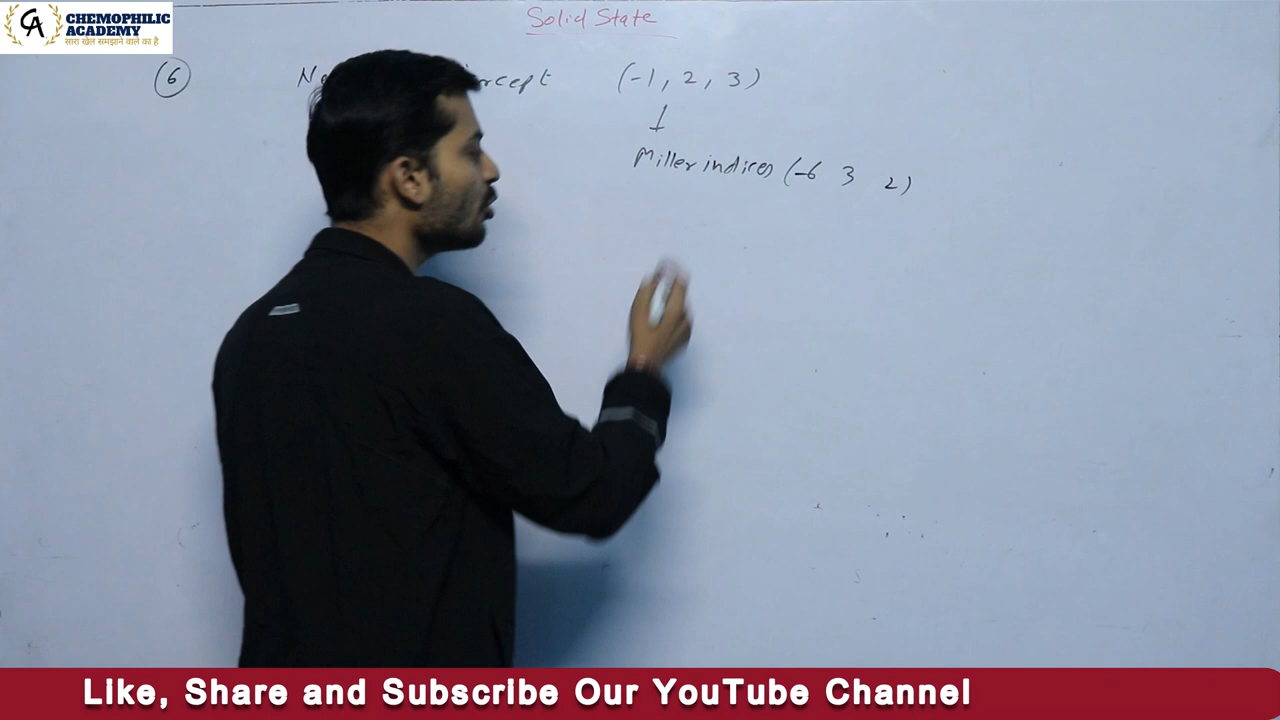 CA CHEMOPHILIC
ACADEMY
सारा खेल समझाने वाले का है
Solid State
6 (-1, 2, 3)
Miller indices (-6 3 2)
Like, Share and Subscribe Our YouTube Channel